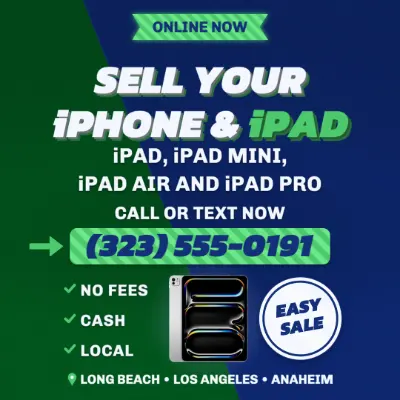 ONLINE NOW
SELL YOUR
iPHONE & iPAD
iPAD, iPAD MINI,
iPAD AIR AND iPAD PRO
CALL OR TEXT NOW
(323) 555-0191
NO FEES
CASH
LOCAL
EASY
SALE
LONG BEACH • LOS ANGELES • ANAHEIM